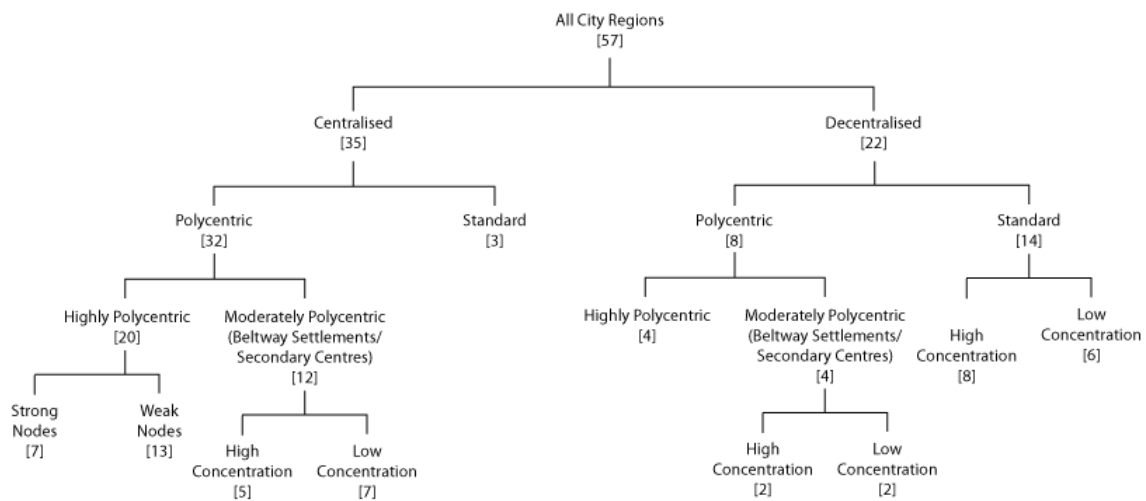 All City Regions
[57]
Centralised
[35]
Decentralised
[22]
Polycentric
[32]
Standard
[3]
Polycentric
[8]
Standard
[14]
Highly Polycentric
[20]
Moderately Polycentric
(Beltway Settlements/
Secondary Centres)
[12]
Highly Polycentric
[4]
Moderately Polycentric
(Beltway Settlements/
Secondary Centres)
[4]
High
Concentration
[8]
Low
Concentration
[6]
Strong
Nodes
[7]
Weak
Nodes
[13]
High
Concentration
[5]
Low
Concentration
[7]
High
Concentration
[2]
Low
Concentration
[2]